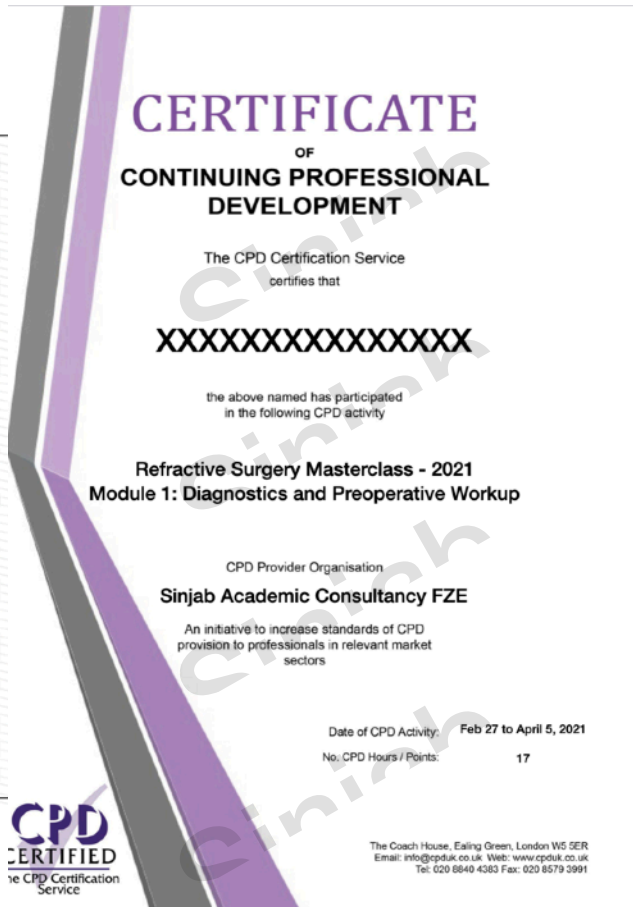 CERTIFICATE
OF
CONTINUING PROFESSIONAL
DEVELOPMENT
The CPD Certification Service
certifies that
XXXXXXXXXXXXXXX
the above named has participated
in the following CPD activity
Refractive Surgery Masterclass - 2021
Module 1: Diagnostics and Preoperative Workup
CPD Provider Organisation
Sinjab Academic Consultancy FZE
An initiative to increase standards of CPD
provision to professionals in relevant market
sectors
Date of CPD Activity: Feb 27 to April 5, 2021
No. CPD Hours / Points: 17
CPD
CERTIFIED
he CPD Certification
Service
The Coach House, Ealing Green, London W5 5ER
Email: info@cpduk.co.uk Web: www.cpduk.co.uk
Tel: 020 8840 4383 Fax: 020 8579 3991